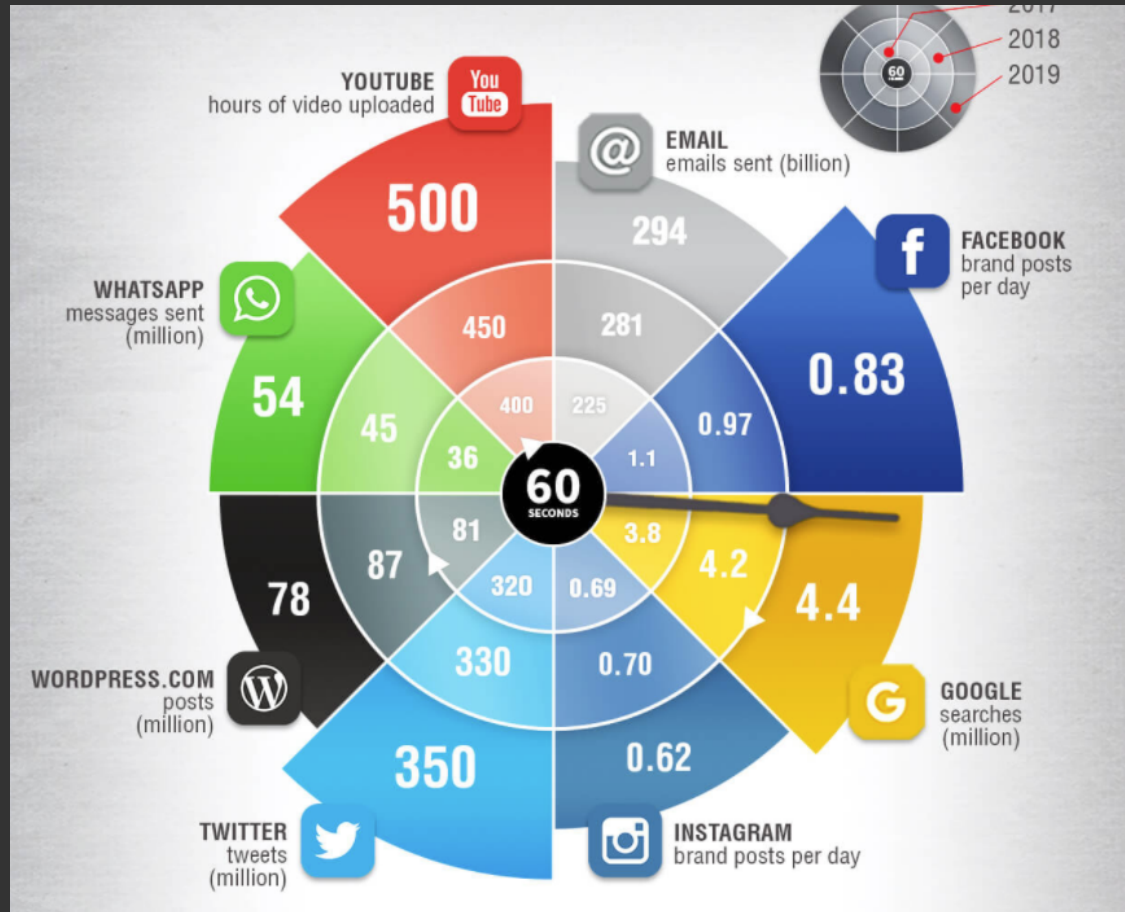 2017
2018
2019
60
YOUTUBE
hours of video uploaded
You
Tube
500
450
400
@
EMAIL
emails sent (billion)
294
281
225
f
FACEBOOK
brand posts
per day
0.83
0.97
1.1
WHATSAPP
messages sent
(million)
54
45
36
60
SECONDS
3.8
4.2
4.4
G
GOOGLE
searches
(million)
81
87
78
WORDPRESS.COM
posts
(million)
W
320
330
350
TWITTER
tweets
(million)
0.69
0.70
0.62
INSTAGRAM
brand posts per day